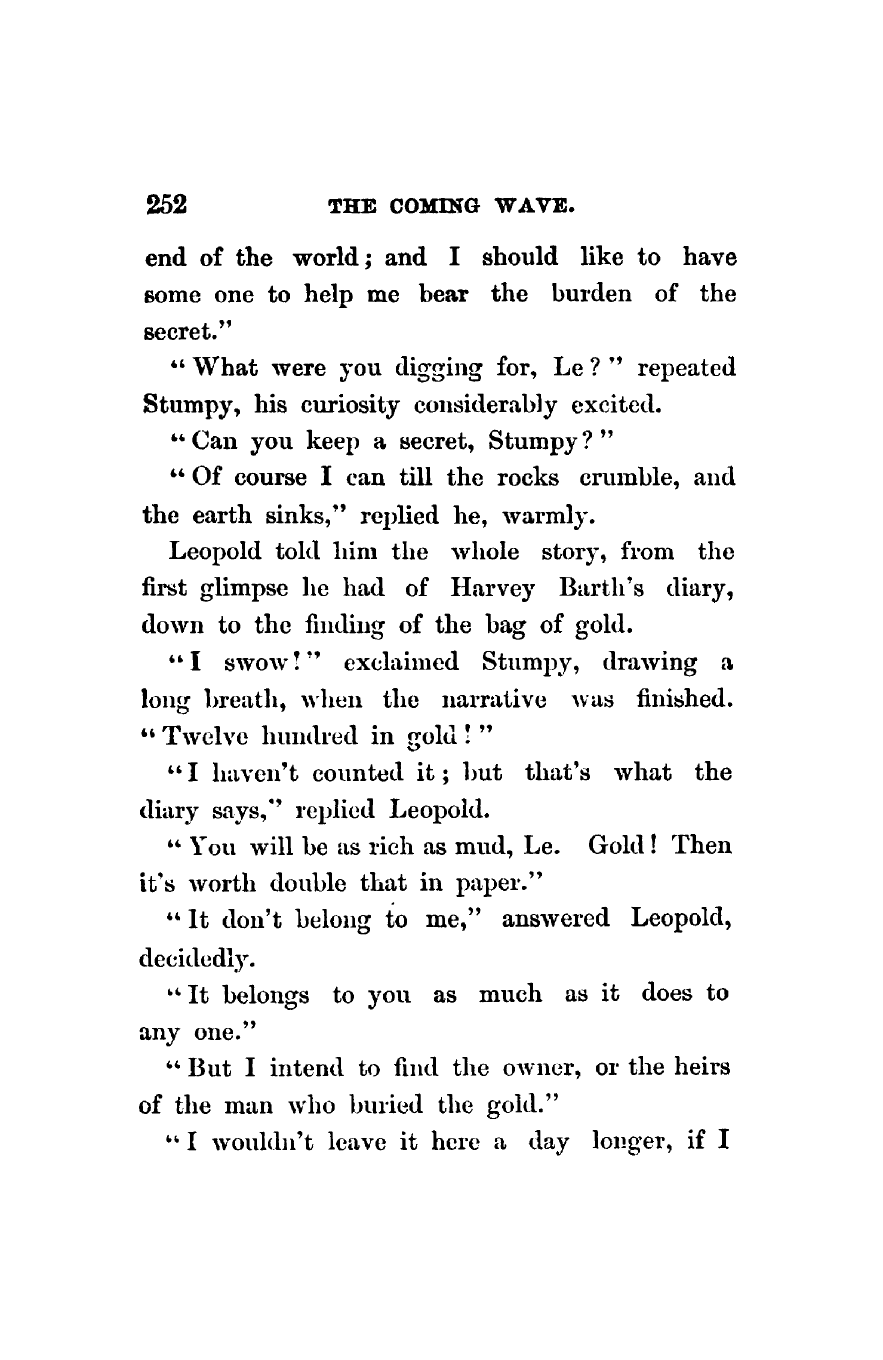 252 THE COMING WAVE.
end of the world; and I should like to have
some one to help me bear the burden of the
secret."
"What were you digging for, Le?" repeated
Stumpy, his curiosity considerably excited.
"Can you keep a secret, Stumpy?"
"Of course I can till the rocks crumble, and
the earth sinks," replied he, warmly.
Leopold told him the whole story, from the
first glimpse he had of Harvey Barth's diary,
down to the finding of the bag of gold.
"I swow!" exclaimed Stumpy, drawing a
long breath, when the narrative was finished.
"Twelve hundred in gold!"
"I haven't counted it; but that's what the
diary says," replied Leopold.
"You will be as rich as mud, Le. Gold! Then
it's worth double that in paper."
"It don't belong to me," answered Leopold,
decidedly.
"It belongs to you as much as it does to
any one."
"But I intend to find the owner, or the heirs
of the man who buried the gold."
"I wouldn't leave it here a day longer, if I